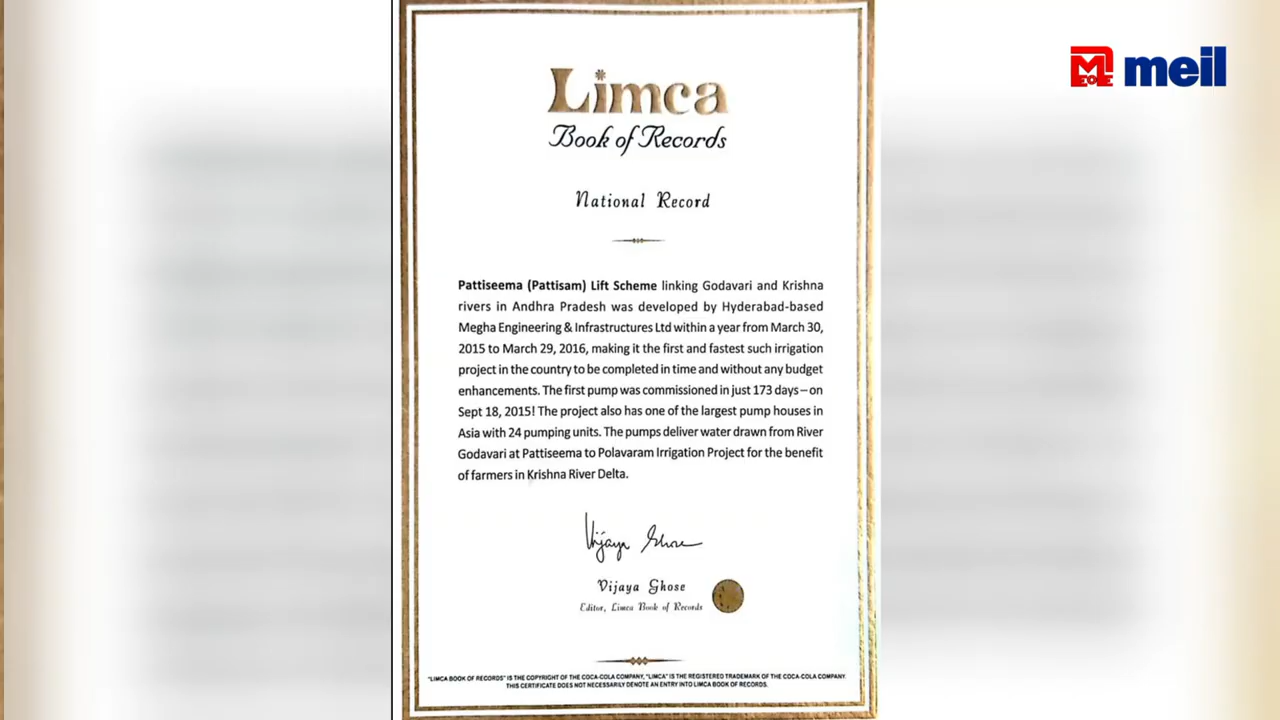 Limca
Book of Records
National Record
Pattiseema (Pattisam) Lift Scheme linking Godavari and Krishna
rivers in Andhra Pradesh was developed by Hyderabad-based
Megha Engineering & Infrastructures Ltd within a year from March 30,
2015 to March 29, 2016, making it the first and fastest such irrigation
project in the country to be completed in time and without any budget
enhancements. The first pump was commissioned in just 173 days—on
Sept 18, 2015! The project also has one of the largest pump houses in
Asia with 24 pumping units. The pumps deliver water drawn from River
Godavari at Pattiseema to Polavaram Irrigation Project for the benefit
of farmers in Krishna River Delta.
Vijaya Ghose
Vijaya Ghose
Editor, Limca Book of Records
"LIMCA BOOK OF RECORDS" IS THE COPYRIGHT OF THE COCA-COLA COMPANY, "LIMCA" IS THE REGISTERED TRADEMARK OF THE COCA-COLA COMPANY.
THIS CERTIFICATE DOES NOT NECESSARILY DENOTE AN ENTRY INTO LIMCA BOOK OF RECORDS.
meil